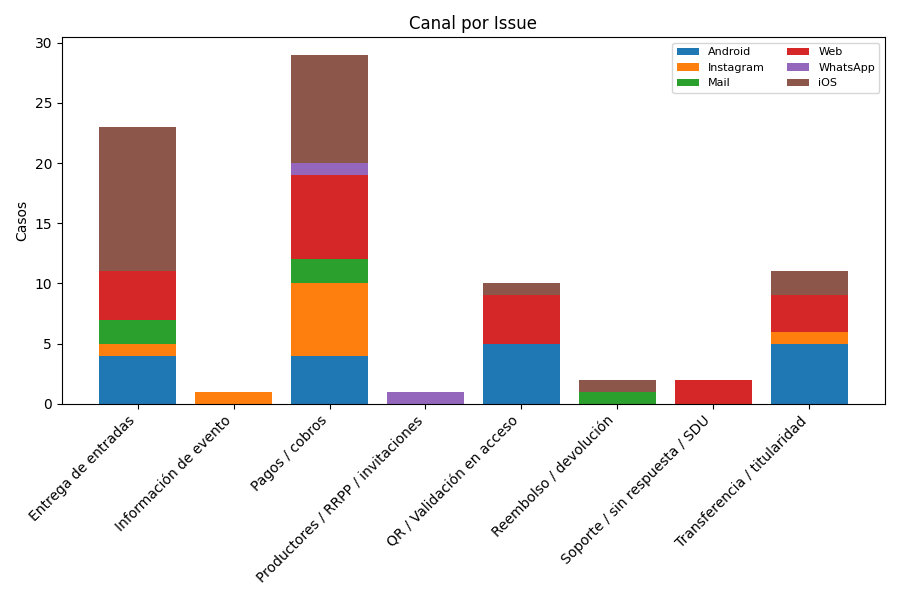 Canal por Issue
Casos
30
25
20
15
10
5
0
Android
Instagram
Mail
Web
WhatsApp
iOS
Entrega de entradas
Información de evento
Pagos / cobros
Productores / RRPP / invitaciones
QR / Validación en acceso
Reembolso / devolución
Soporte / sin respuesta / SDU
Transferencia / titularidad